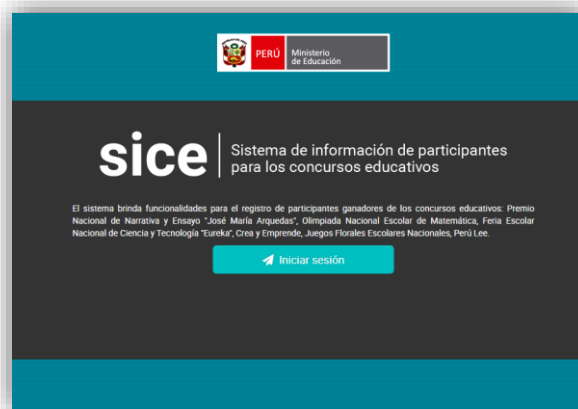 PERÚ Ministerio
de Educación
sice Sistema de información de participantes
para los concursos educativos
El sistema brinda funcionalidades para el registro de participantes ganadores de los concursos educativos: Premio
Nacional de Narrativa y Ensayo "José María Arquedas", Olimpiada Nacional Escolar de Matemática, Feria Escolar
Nacional de Ciencia y Tecnología "Eureka", Crea y Emprende, Juegos Florales Escolares Nacionales, Perú Lee.
Iniciar sesión